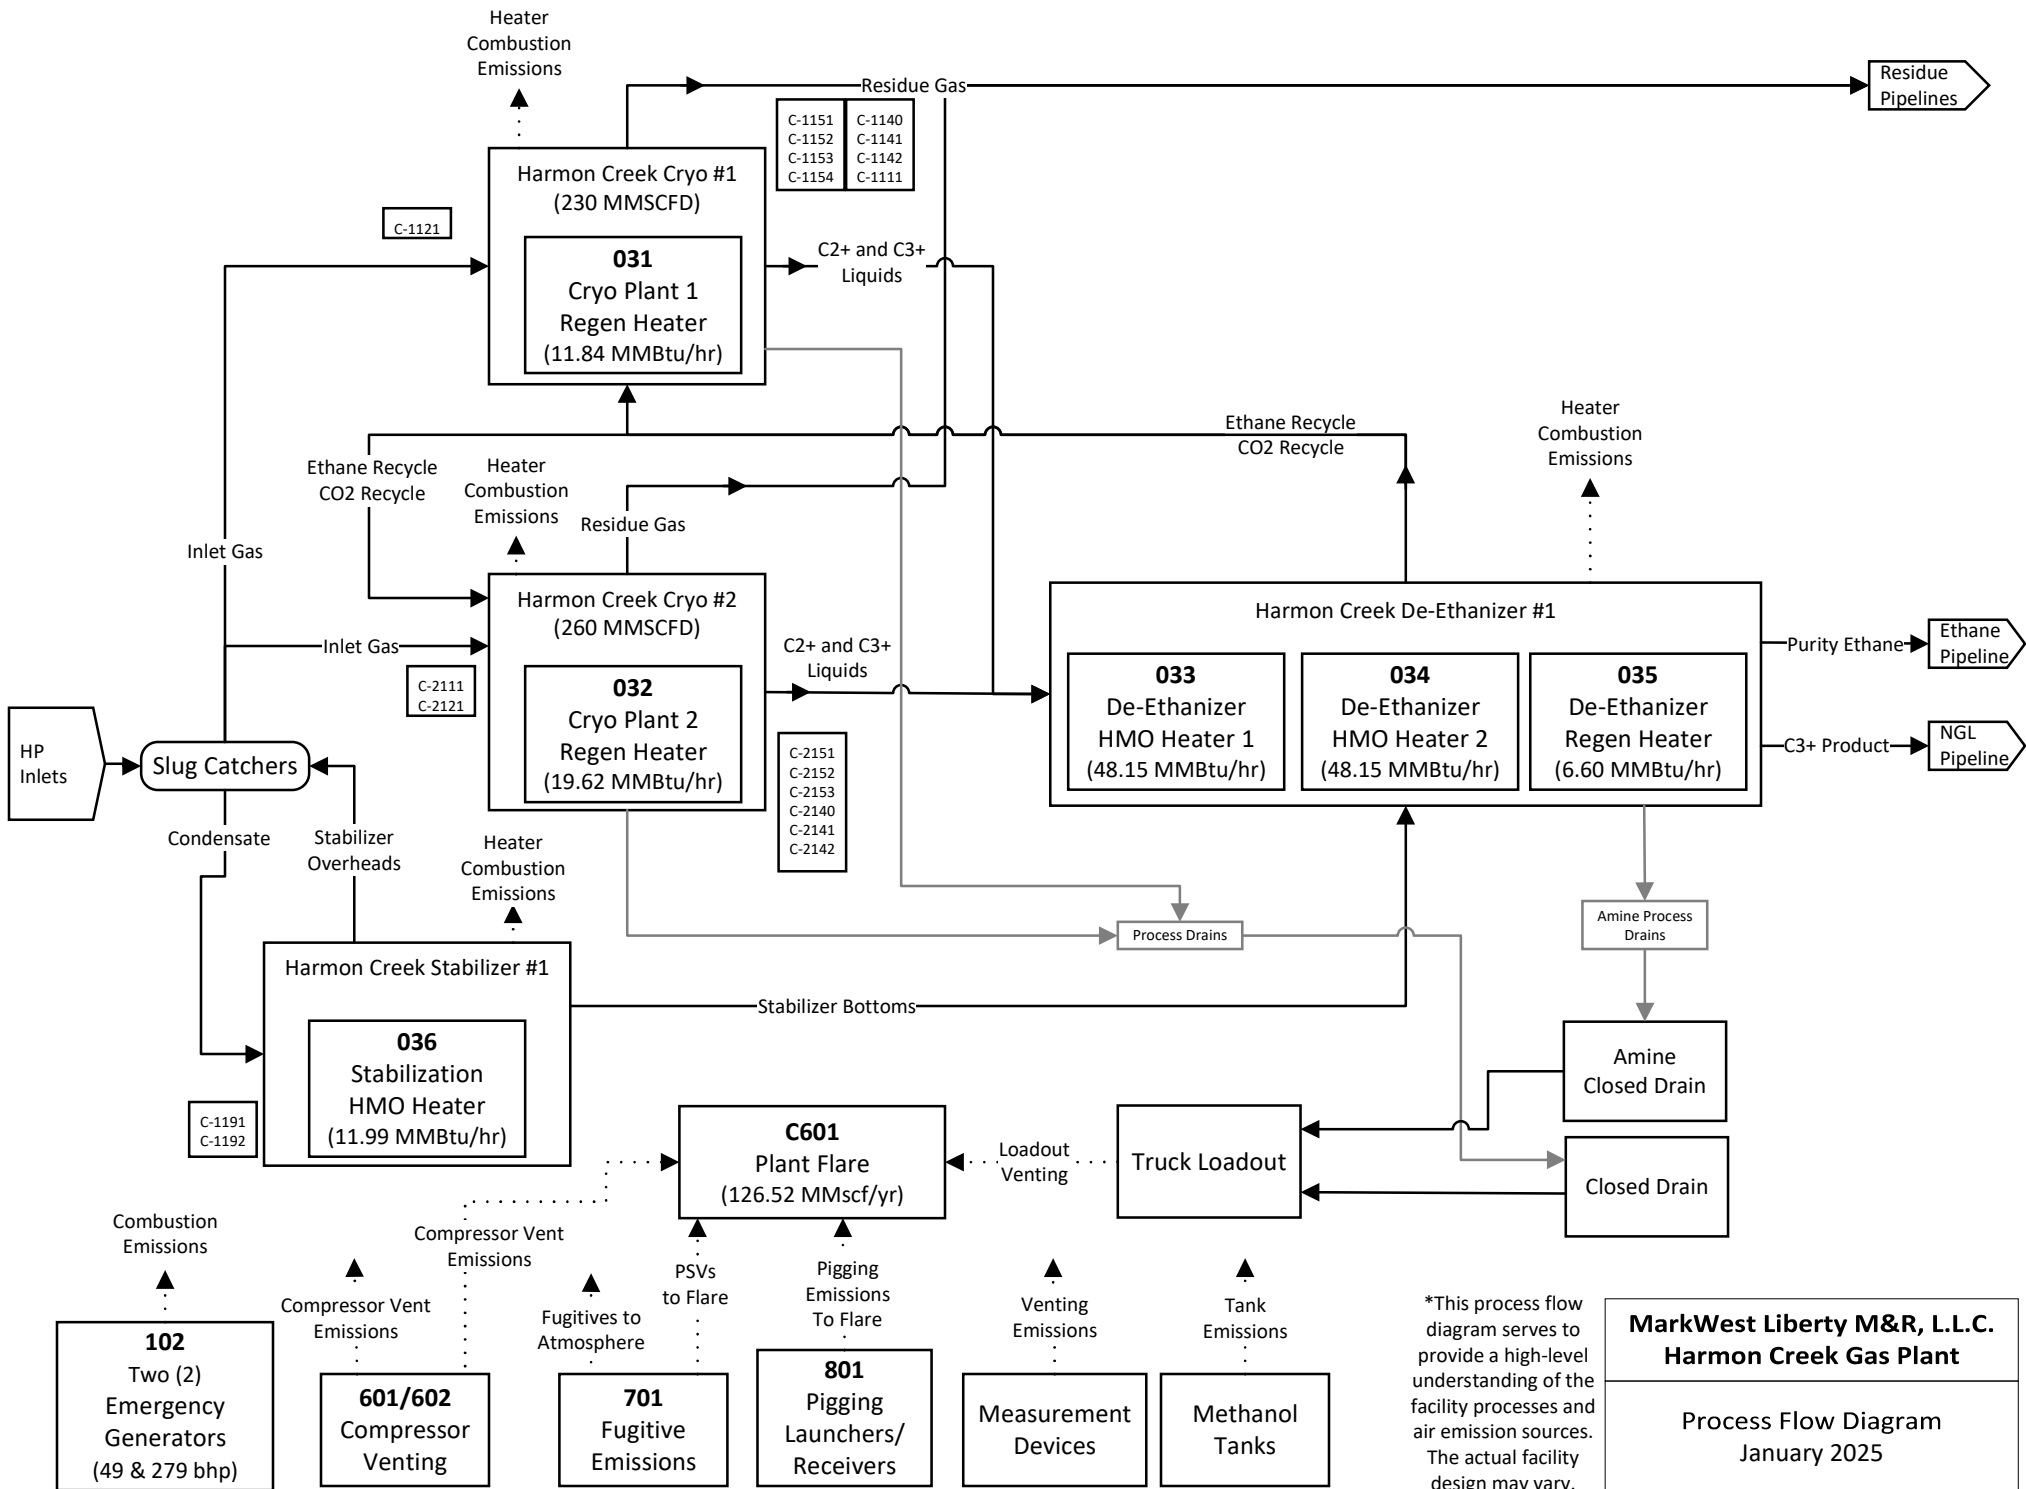 Heater
Combustion
Emissions
Residue Gas
Residue
Pipelines
C-1151
C-1152
C-1153
C-1154
C-1140
C-1141
C-1142
C-1111
Harmon Creek Cryo #1
(230 MMSCFD)
C-1121
031
Cryo Plant 1
Regen Heater
(11.84 MMBtu/hr)
C2+ and C3+
Liquids
Ethane Recycle
CO2 Recycle
Heater
Combustion
Emissions
Ethane Recycle
CO2 Recycle
Heater
Combustion
Emissions
Residue Gas
Inlet Gas
Harmon Creek Cryo #2
(260 MMSCFD)
Inlet Gas
C-2111
C-2121
032
Cryo Plant 2
Regen Heater
(19.62 MMBtu/hr)
C2+ and C3+
Liquids
C-2151
C-2152
C-2153
C-2140
C-2141
C-2142
Harmon Creek De-Ethanizer #1
033
De-Ethanizer
HMO Heater 1
(48.15 MMBtu/hr)
034
De-Ethanizer
HMO Heater 2
(48.15 MMBtu/hr)
035
De-Ethanizer
Regen Heater
(6.60 MMBtu/hr)
Purity Ethane
Ethane
Pipeline
C3+ Product
NGL
Pipeline
HP
Inlets
Slug Catchers
Condensate
Stabilizer
Overheads
Heater
Combustion
Emissions
Process Drains
Amine Process
Drains
Harmon Creek Stabilizer #1
036
Stabilization
HMO Heater
(11.99 MMBtu/hr)
C-1191
C-1192
Stabilizer Bottoms
Amine
Closed Drain
Closed Drain
C601
Plant Flare
(126.52 MMscf/yr)
Loadout
Venting
Truck Loadout
Combustion
Emissions
Compressor Vent
Emissions
Compressor Vent
Emissions
Fugitives to
Atmosphere
PSVs
to Flare
Pigging
Emissions
To Flare
Venting
Emissions
Tank
Emissions
102
Two (2)
Emergency
Generators
(49 & 279 bhp)
601/602
Compressor
Venting
701
Fugitive
Emissions
801
Pigging
Launchers/
Receivers
Measurement
Devices
Methanol
Tanks
*This process flow
diagram serves to
provide a high-level
understanding of the
facility processes and
air emission sources.
The actual facility
design may vary.
MarkWest Liberty M&R, L.L.C.
Harmon Creek Gas Plant
Process Flow Diagram
January 2025